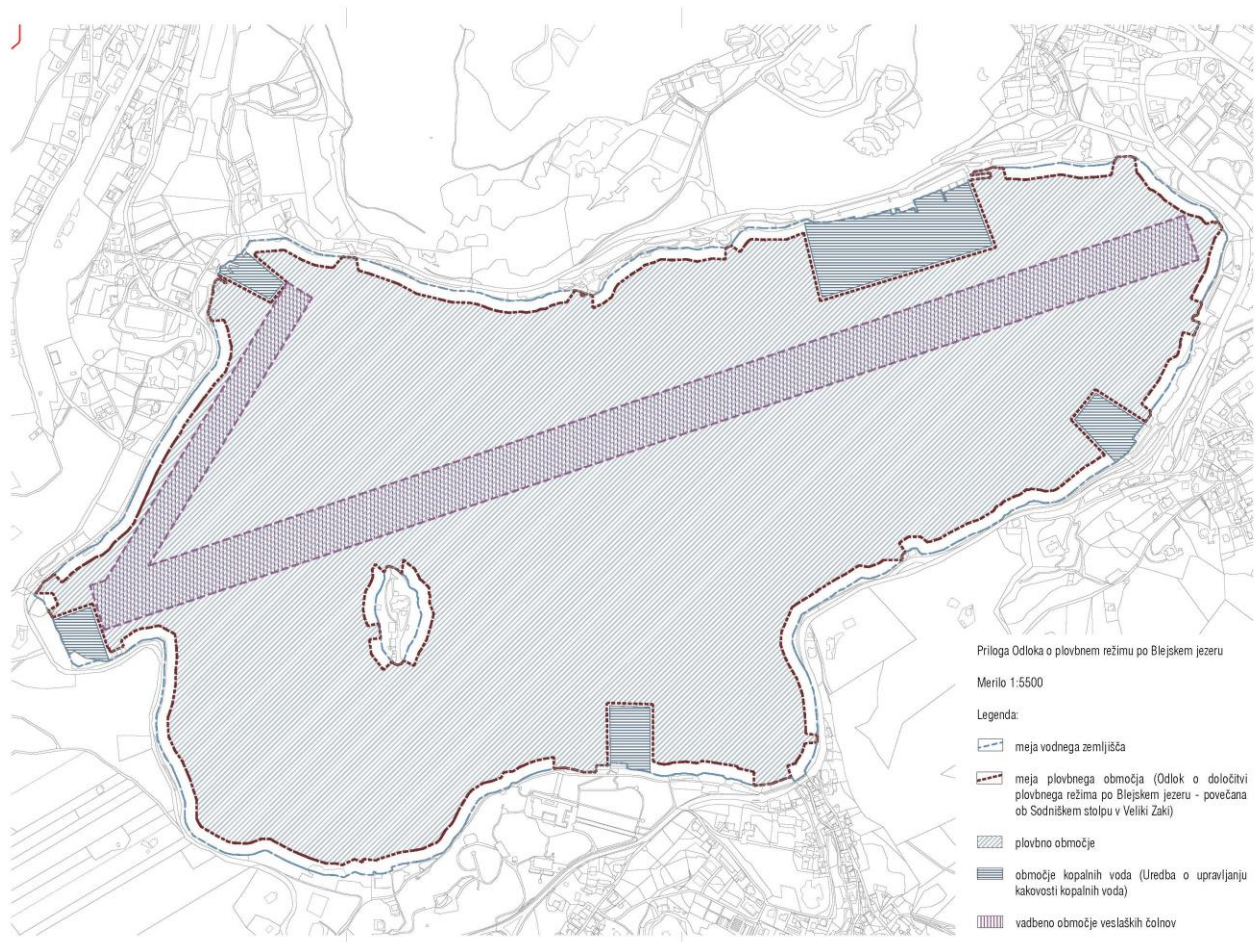 Priloga Odloka o plovbnem režimu po Blejskem jezeru
Merilo 1:5500
Legenda:
meja vodnega zemljišča
meja plovbnega območja (Odlok o določitvi
plovbnega režima po Blejskem jezeru - povečana
ob Sodniškem stolpu v Veliki Zaki)
plovbno območje
območje kopalnih voda (Uredba o upravljanju
kakovosti kopalnih voda)
vadbeno območje veslaških čolnov